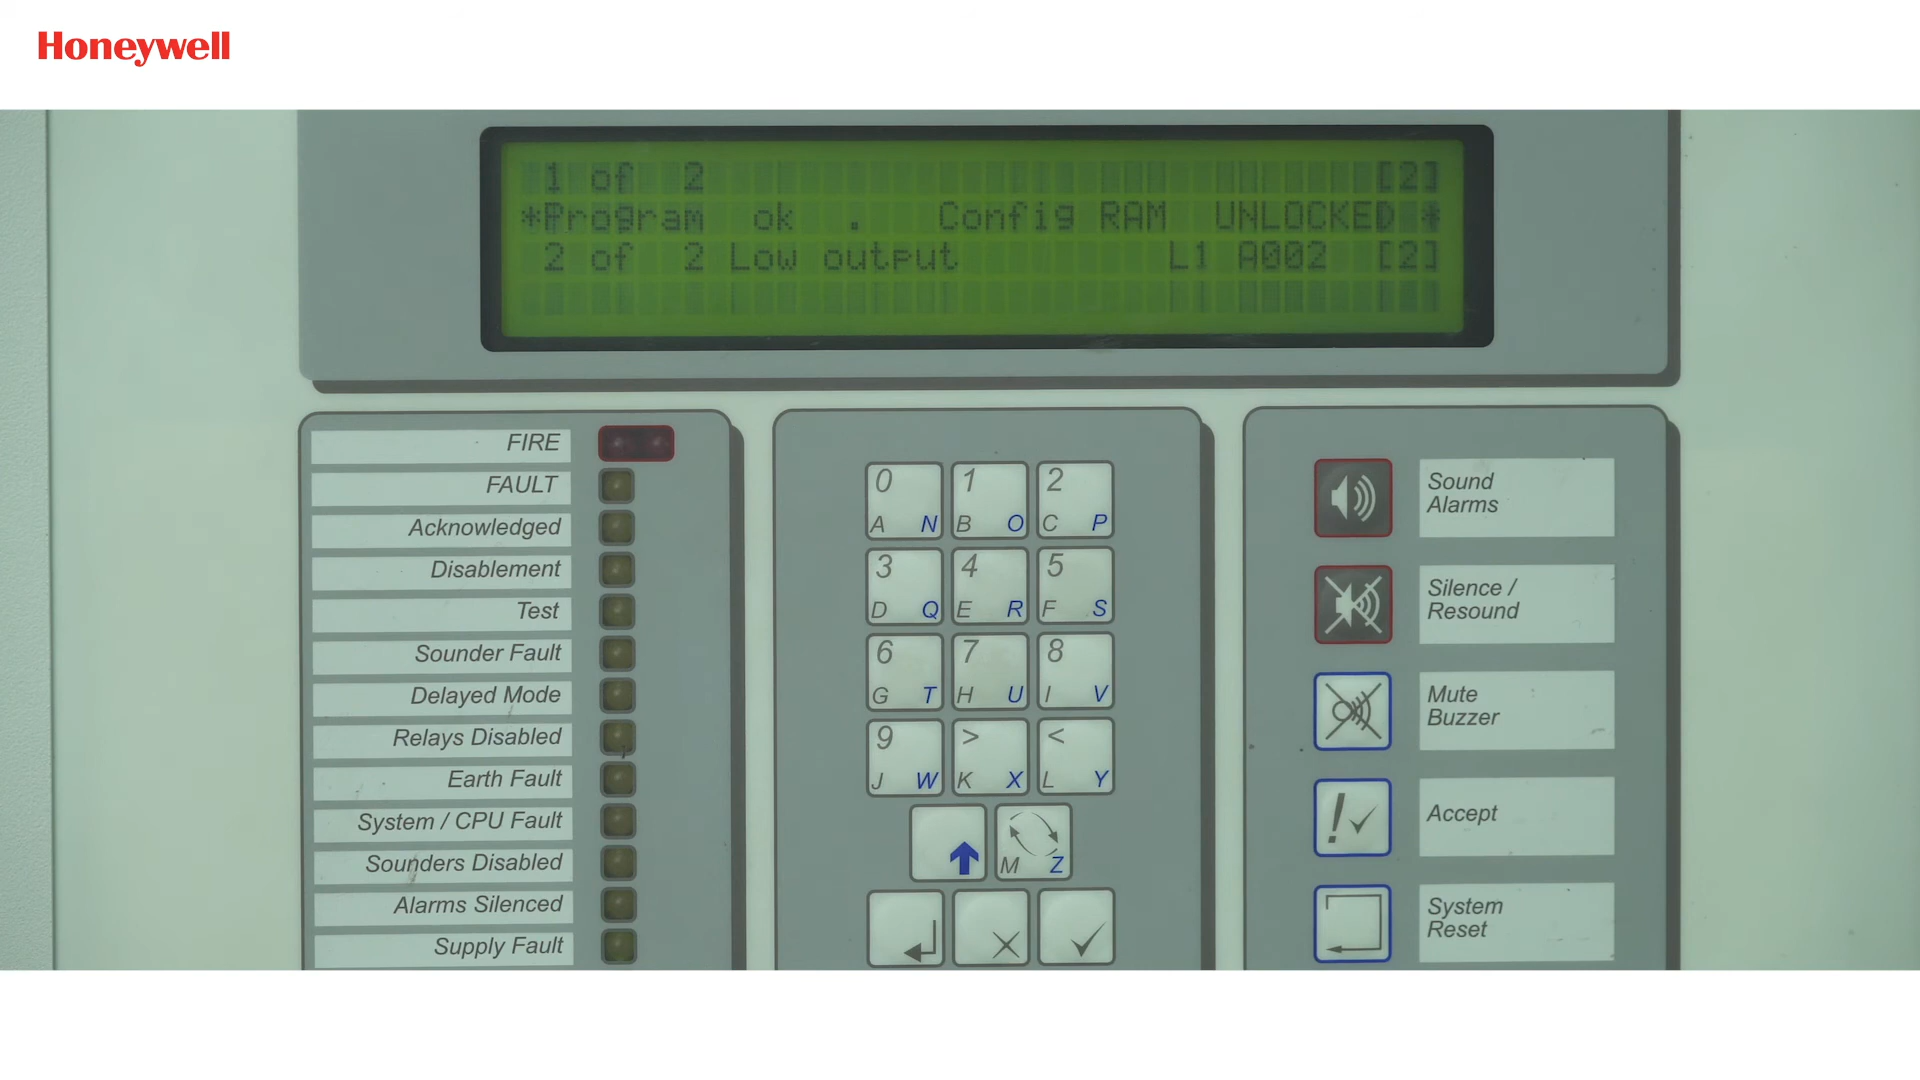 Honeywell
1 of 2 [2]
*Program ok . Config RAM UNLOCKED *
2 of 2 Low output L1 A002 [2]
FIRE
FAULT
Acknowledged
Disablement
Test
Sounder Fault
Delayed Mode
Relays Disabled
Earth Fault
System / CPU Fault
Sounders Disabled
Alarms Silenced
Supply Fault
0 1 2
A N B O C P
3 4 5
D Q E R F S
6 7 8
G T H U I V
9 > <
J W K X L Y
M Z
Sound
Alarms
Silence /
Resound
Mute
Buzzer
! Accept
System
Reset